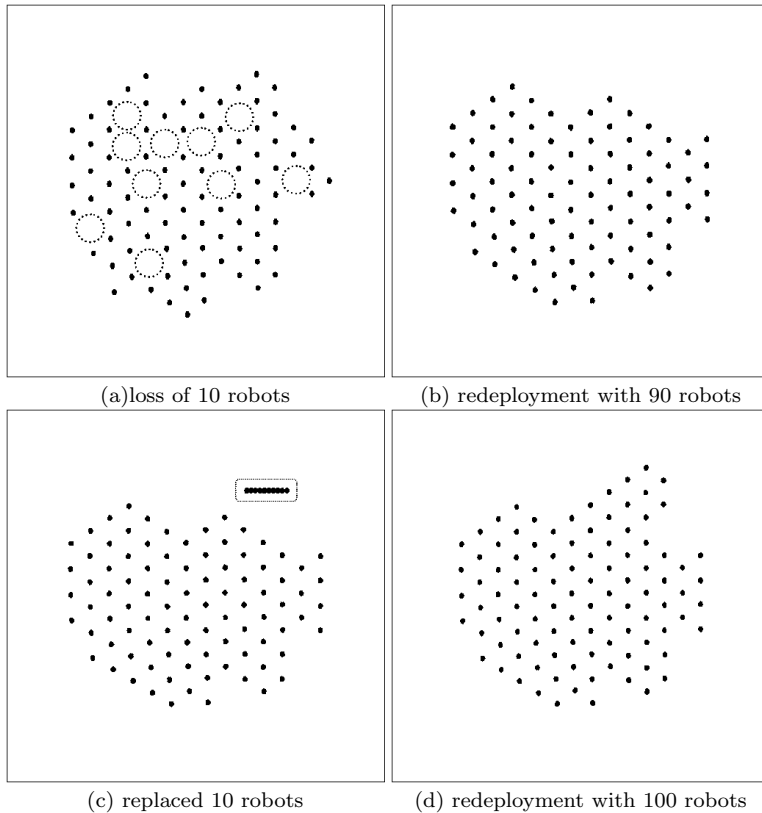 (a)loss of 10 robots
(b) redeployment with 90 robots
(c) replaced 10 robots
(d) redeployment with 100 robots